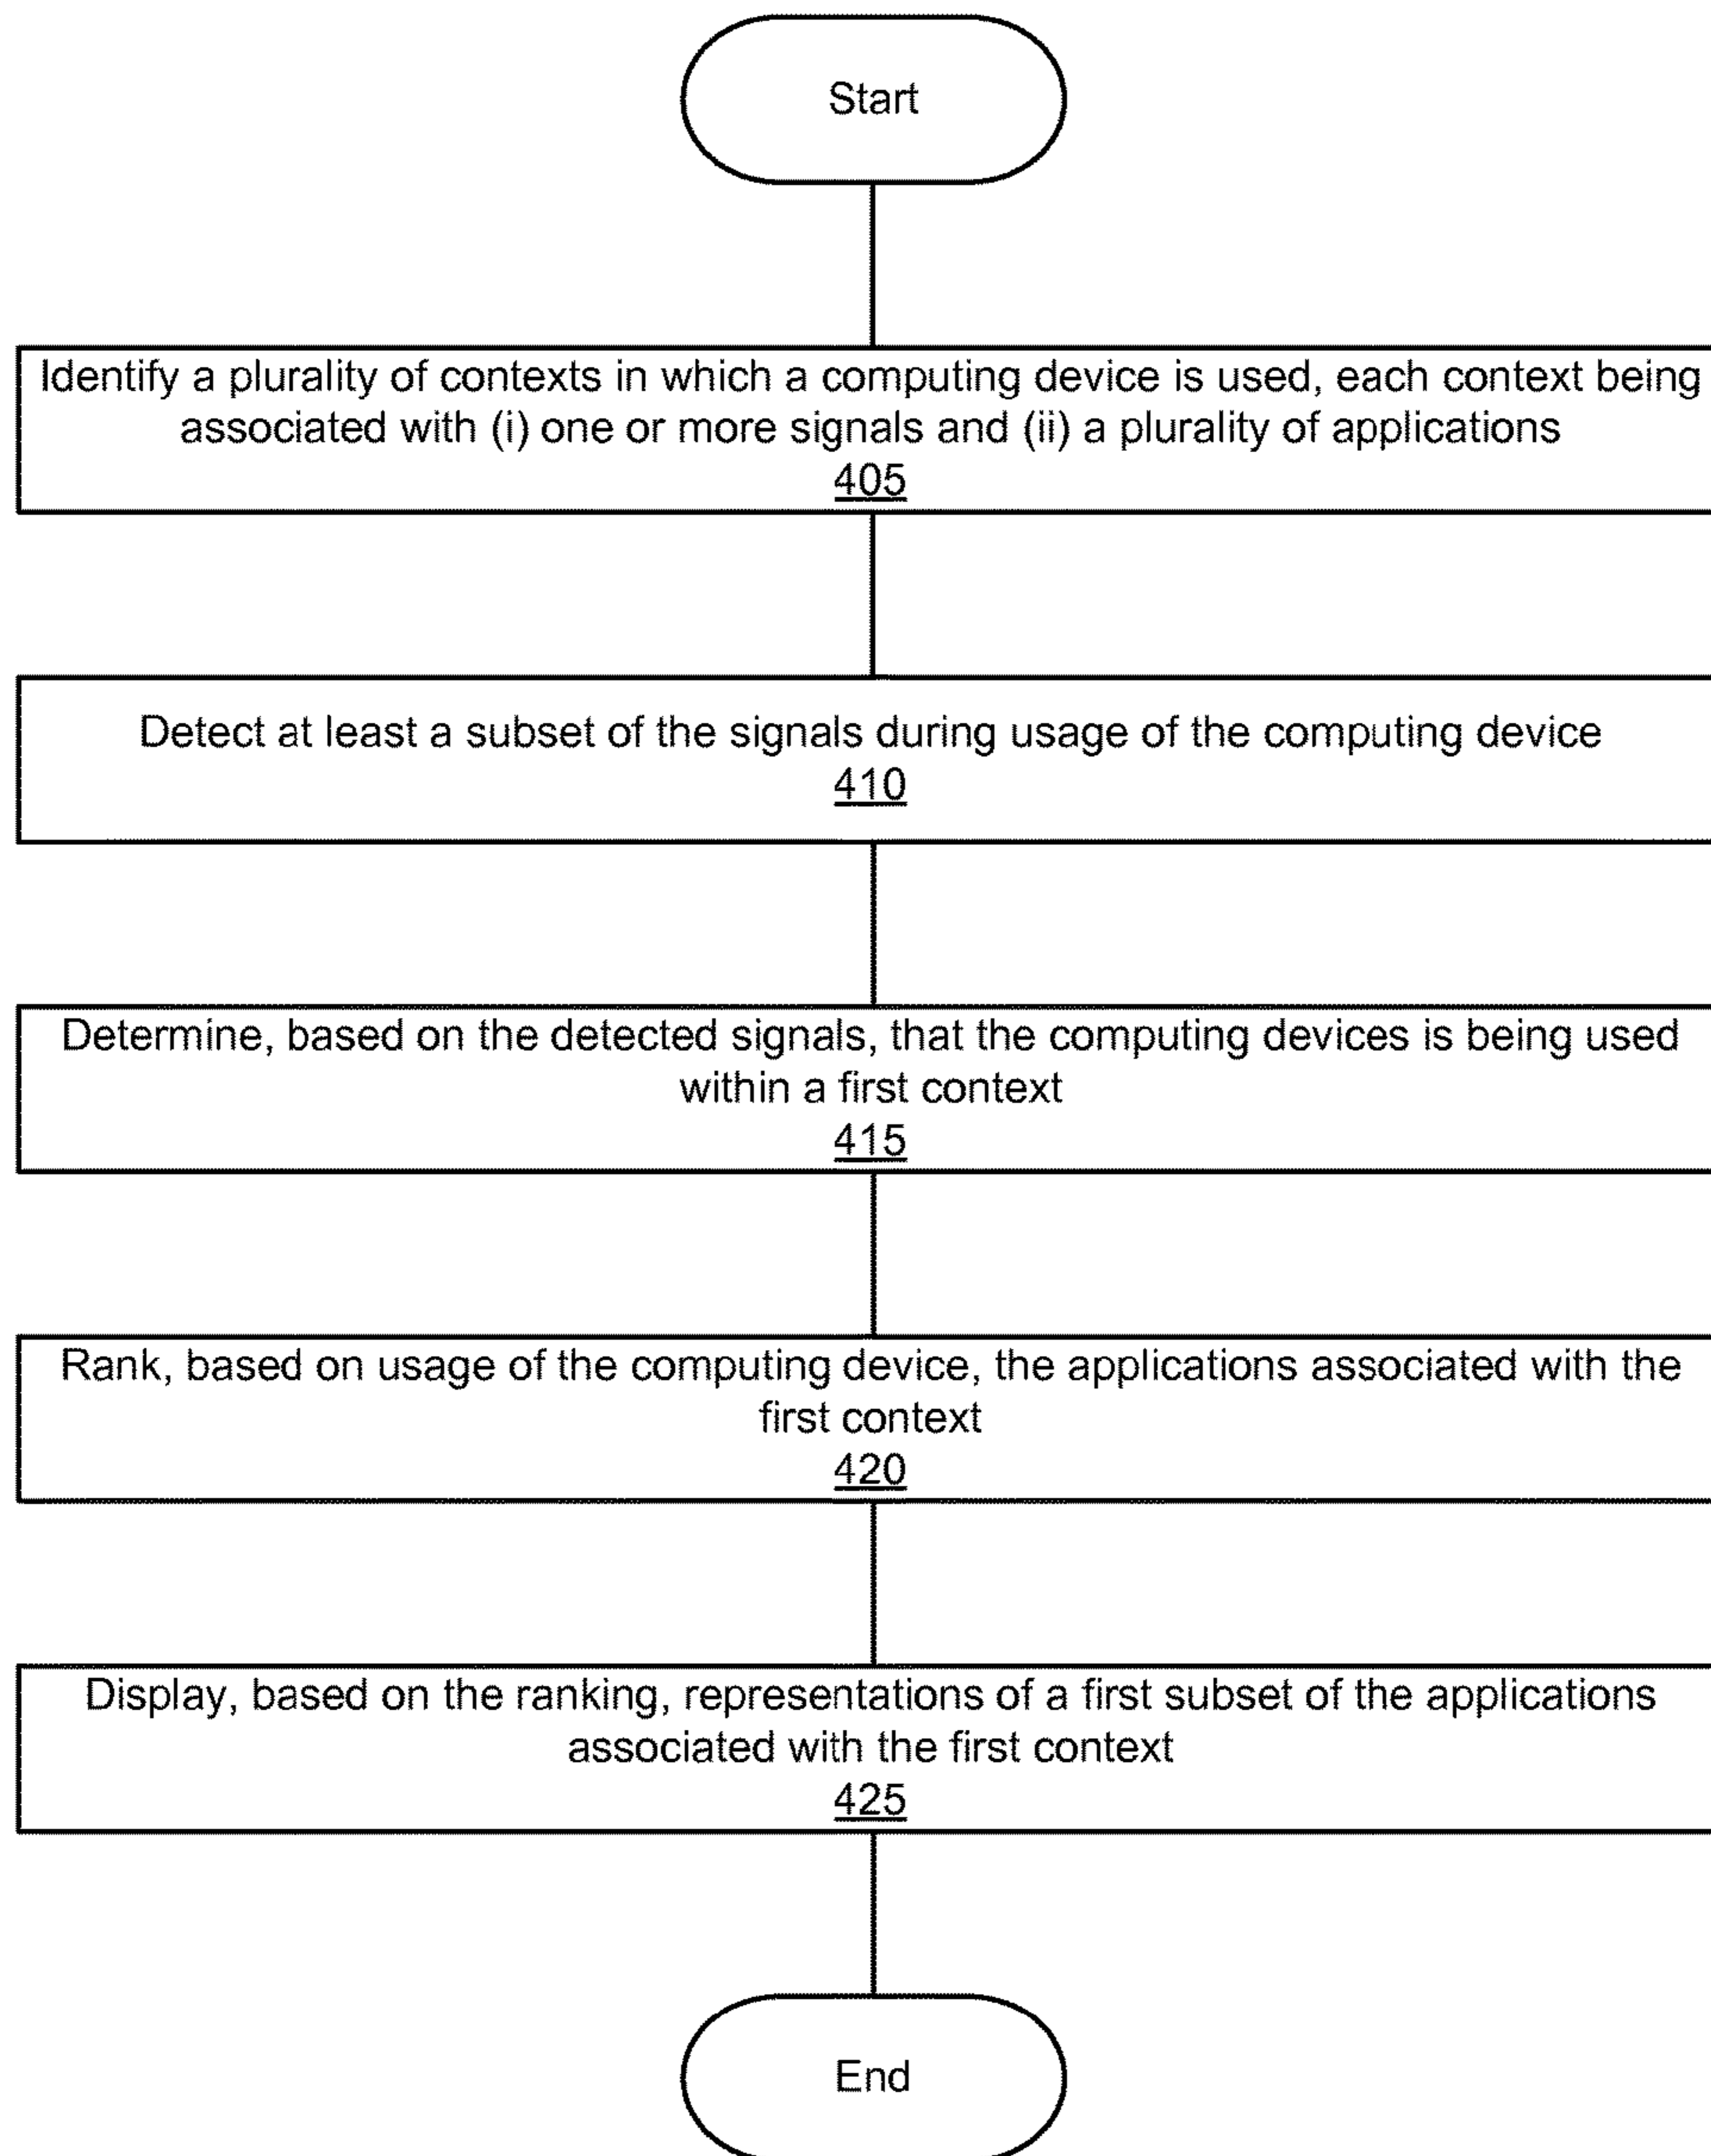 Start
Identify a plurality of contexts in which a computing device is used, each context being
associated with (i) one or more signals and (ii) a plurality of applications
405
Detect at least a subset of the signals during usage of the computing device
410
Determine, based on the detected signals, that the computing devices is being used
within a first context
415
Rank, based on usage of the computing device, the applications associated with the
first context
420
Display, based on the ranking, representations of a first subset of the applications
associated with the first context
425
End